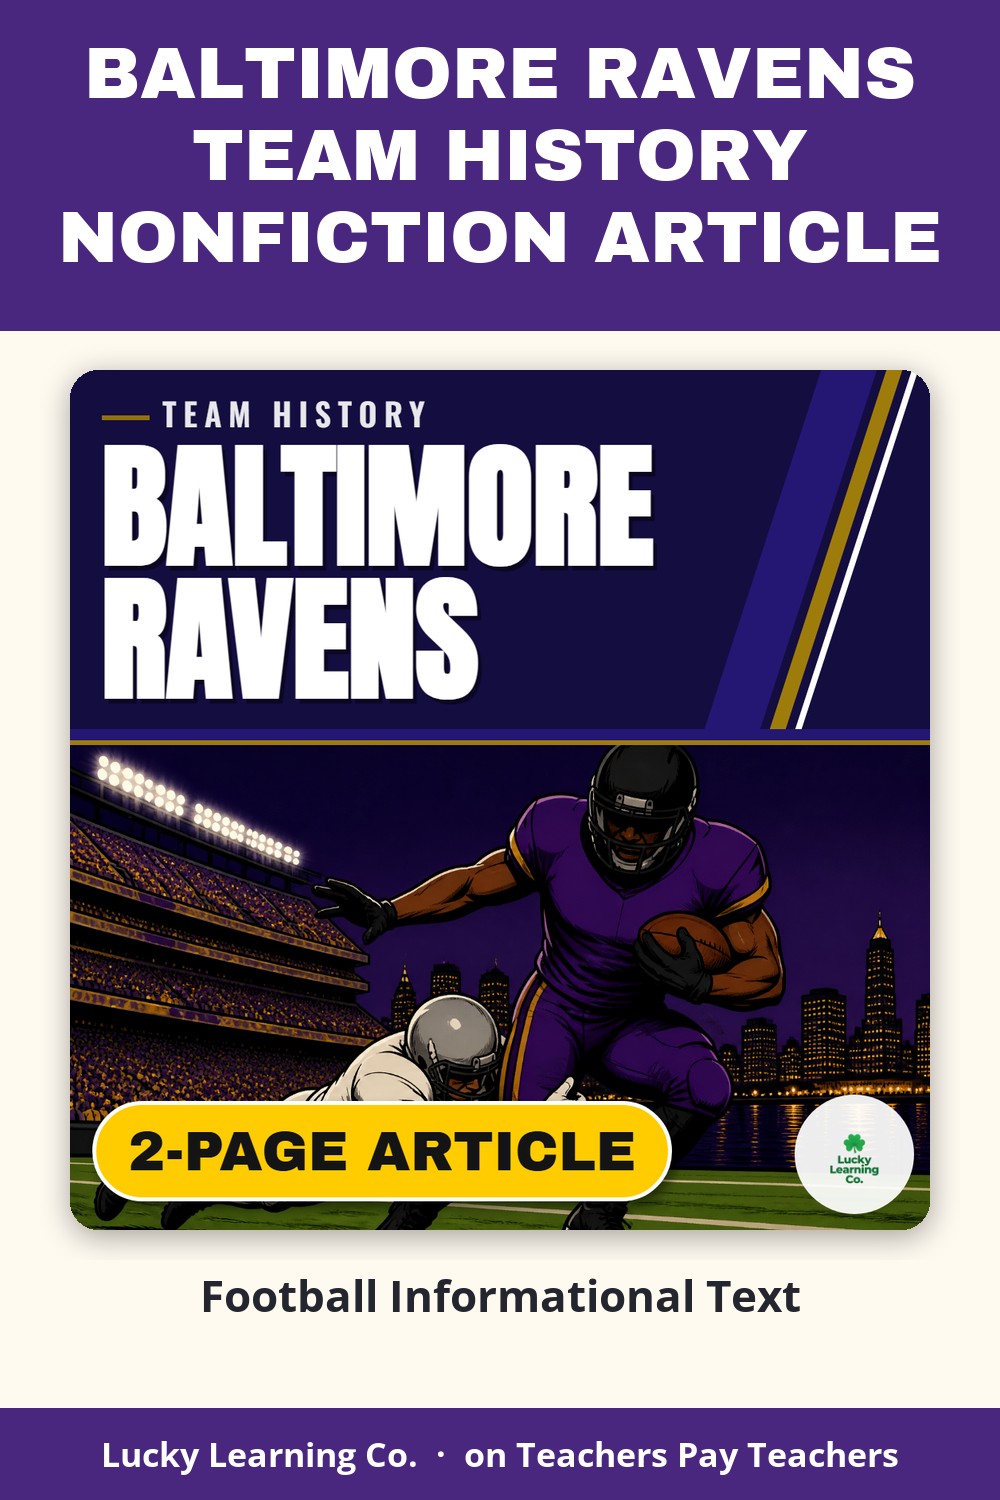 BALTIMORE RAVENS
TEAM HISTORY
NONFICTION ARTICLE
TEAM HISTORY
BALTIMORE
RAVENS
2-PAGE ARTICLE
Lucky
Learning
Co.
Football Informational Text
Lucky Learning Co. · on Teachers Pay Teachers